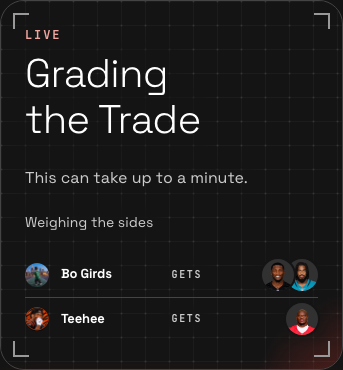 LIVE
Grading
the Trade
This can take up to a minute.
Weighing the sides
Bo Girds GETS
Teehee GETS